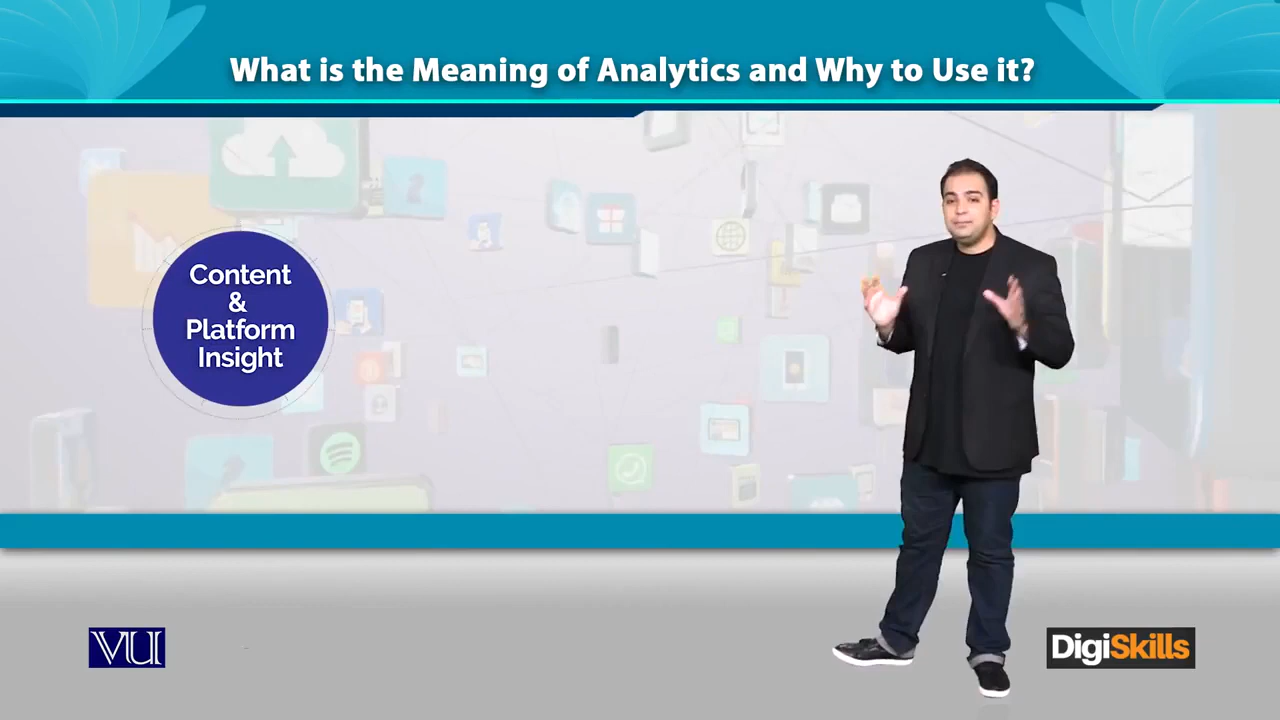 What is the Meaning of Analytics and Why to Use it?
Content
&
Platform
Insight
VU
DigiSkills